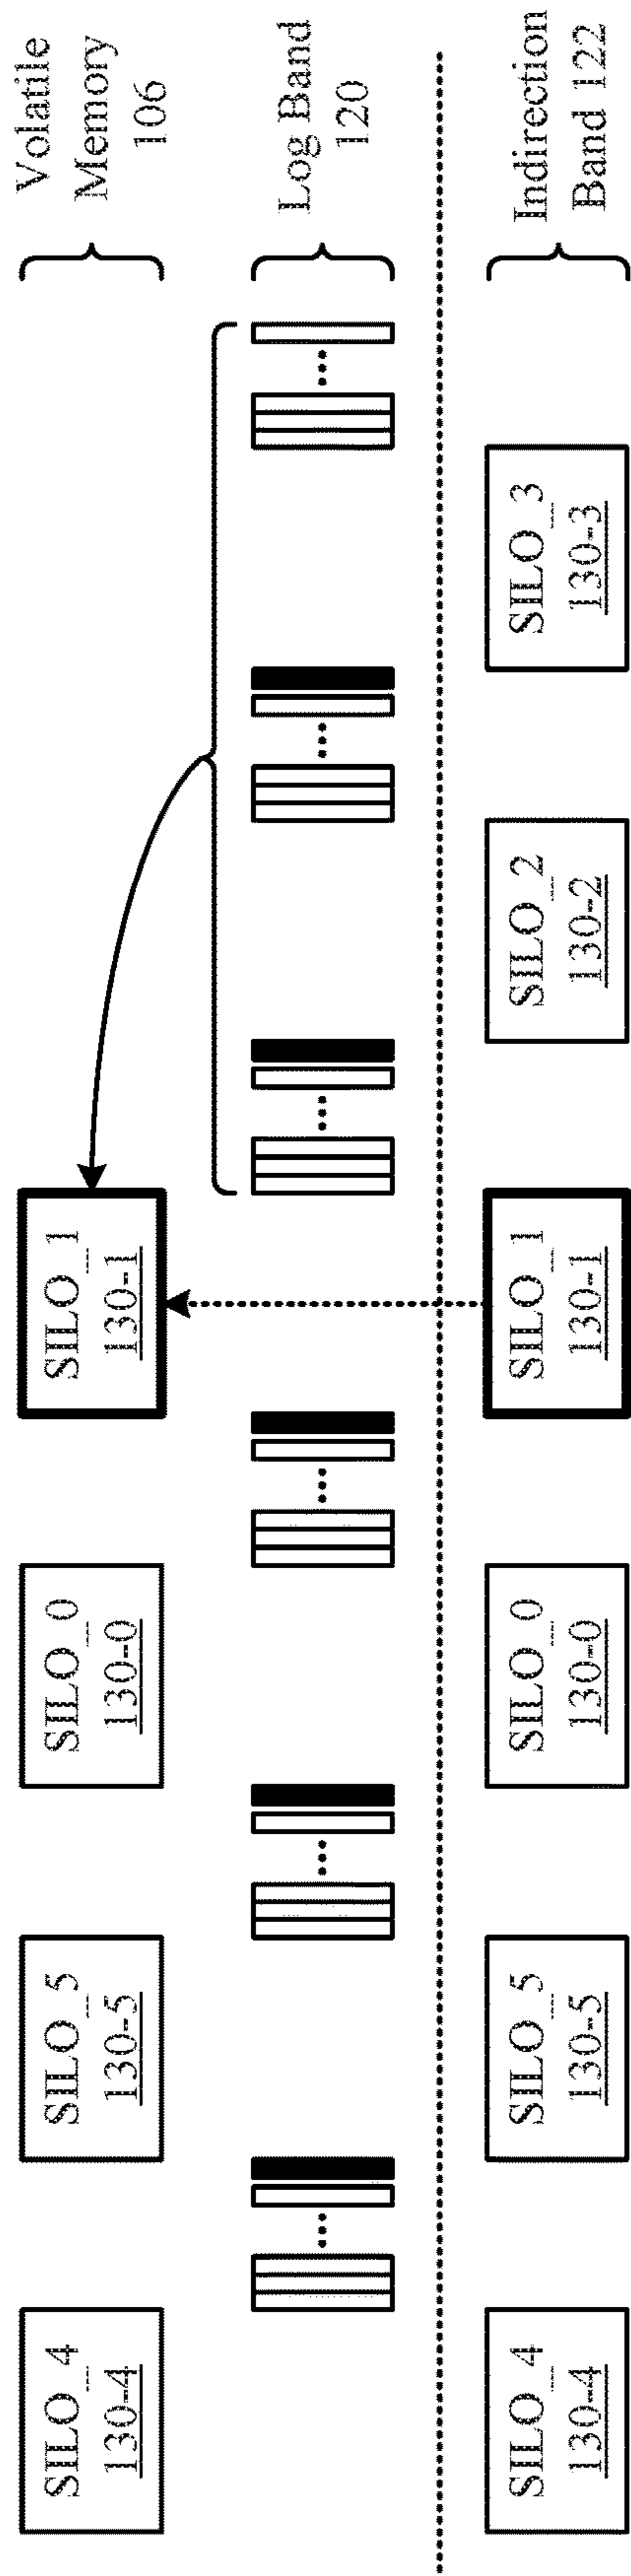 Volatile
Memory
106
SILO_4
130-4
SILO_5
130-5
SILO_0
130-0
SILO_1
130-1
Log Band
120
Indirection
Band 122
SILO_4
130-4
SILO_5
130-5
SILO_0
130-0
SILO_1
130-1
SILO_2
130-2
SILO_3
130-3